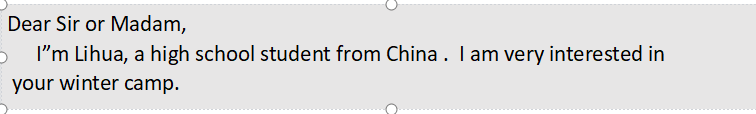 Dear Sir or Madam,
I”m Lihua, a high school student from China . I am very interested in
your winter camp.